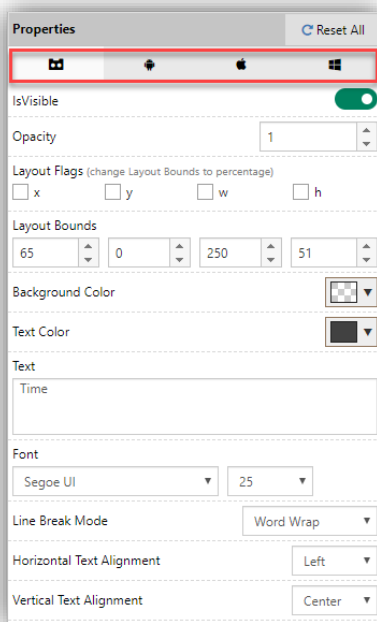 Properties
Reset All
IsVisible
Opacity
1
Layout Flags (change Layout Bounds to percentage)
x y w h
Layout Bounds
65 0 250 51
Background Color
Text Color
Text
Time
Font
Segoe UI 25
Line Break Mode Word Wrap
Horizontal Text Alignment Left
Vertical Text Alignment Center